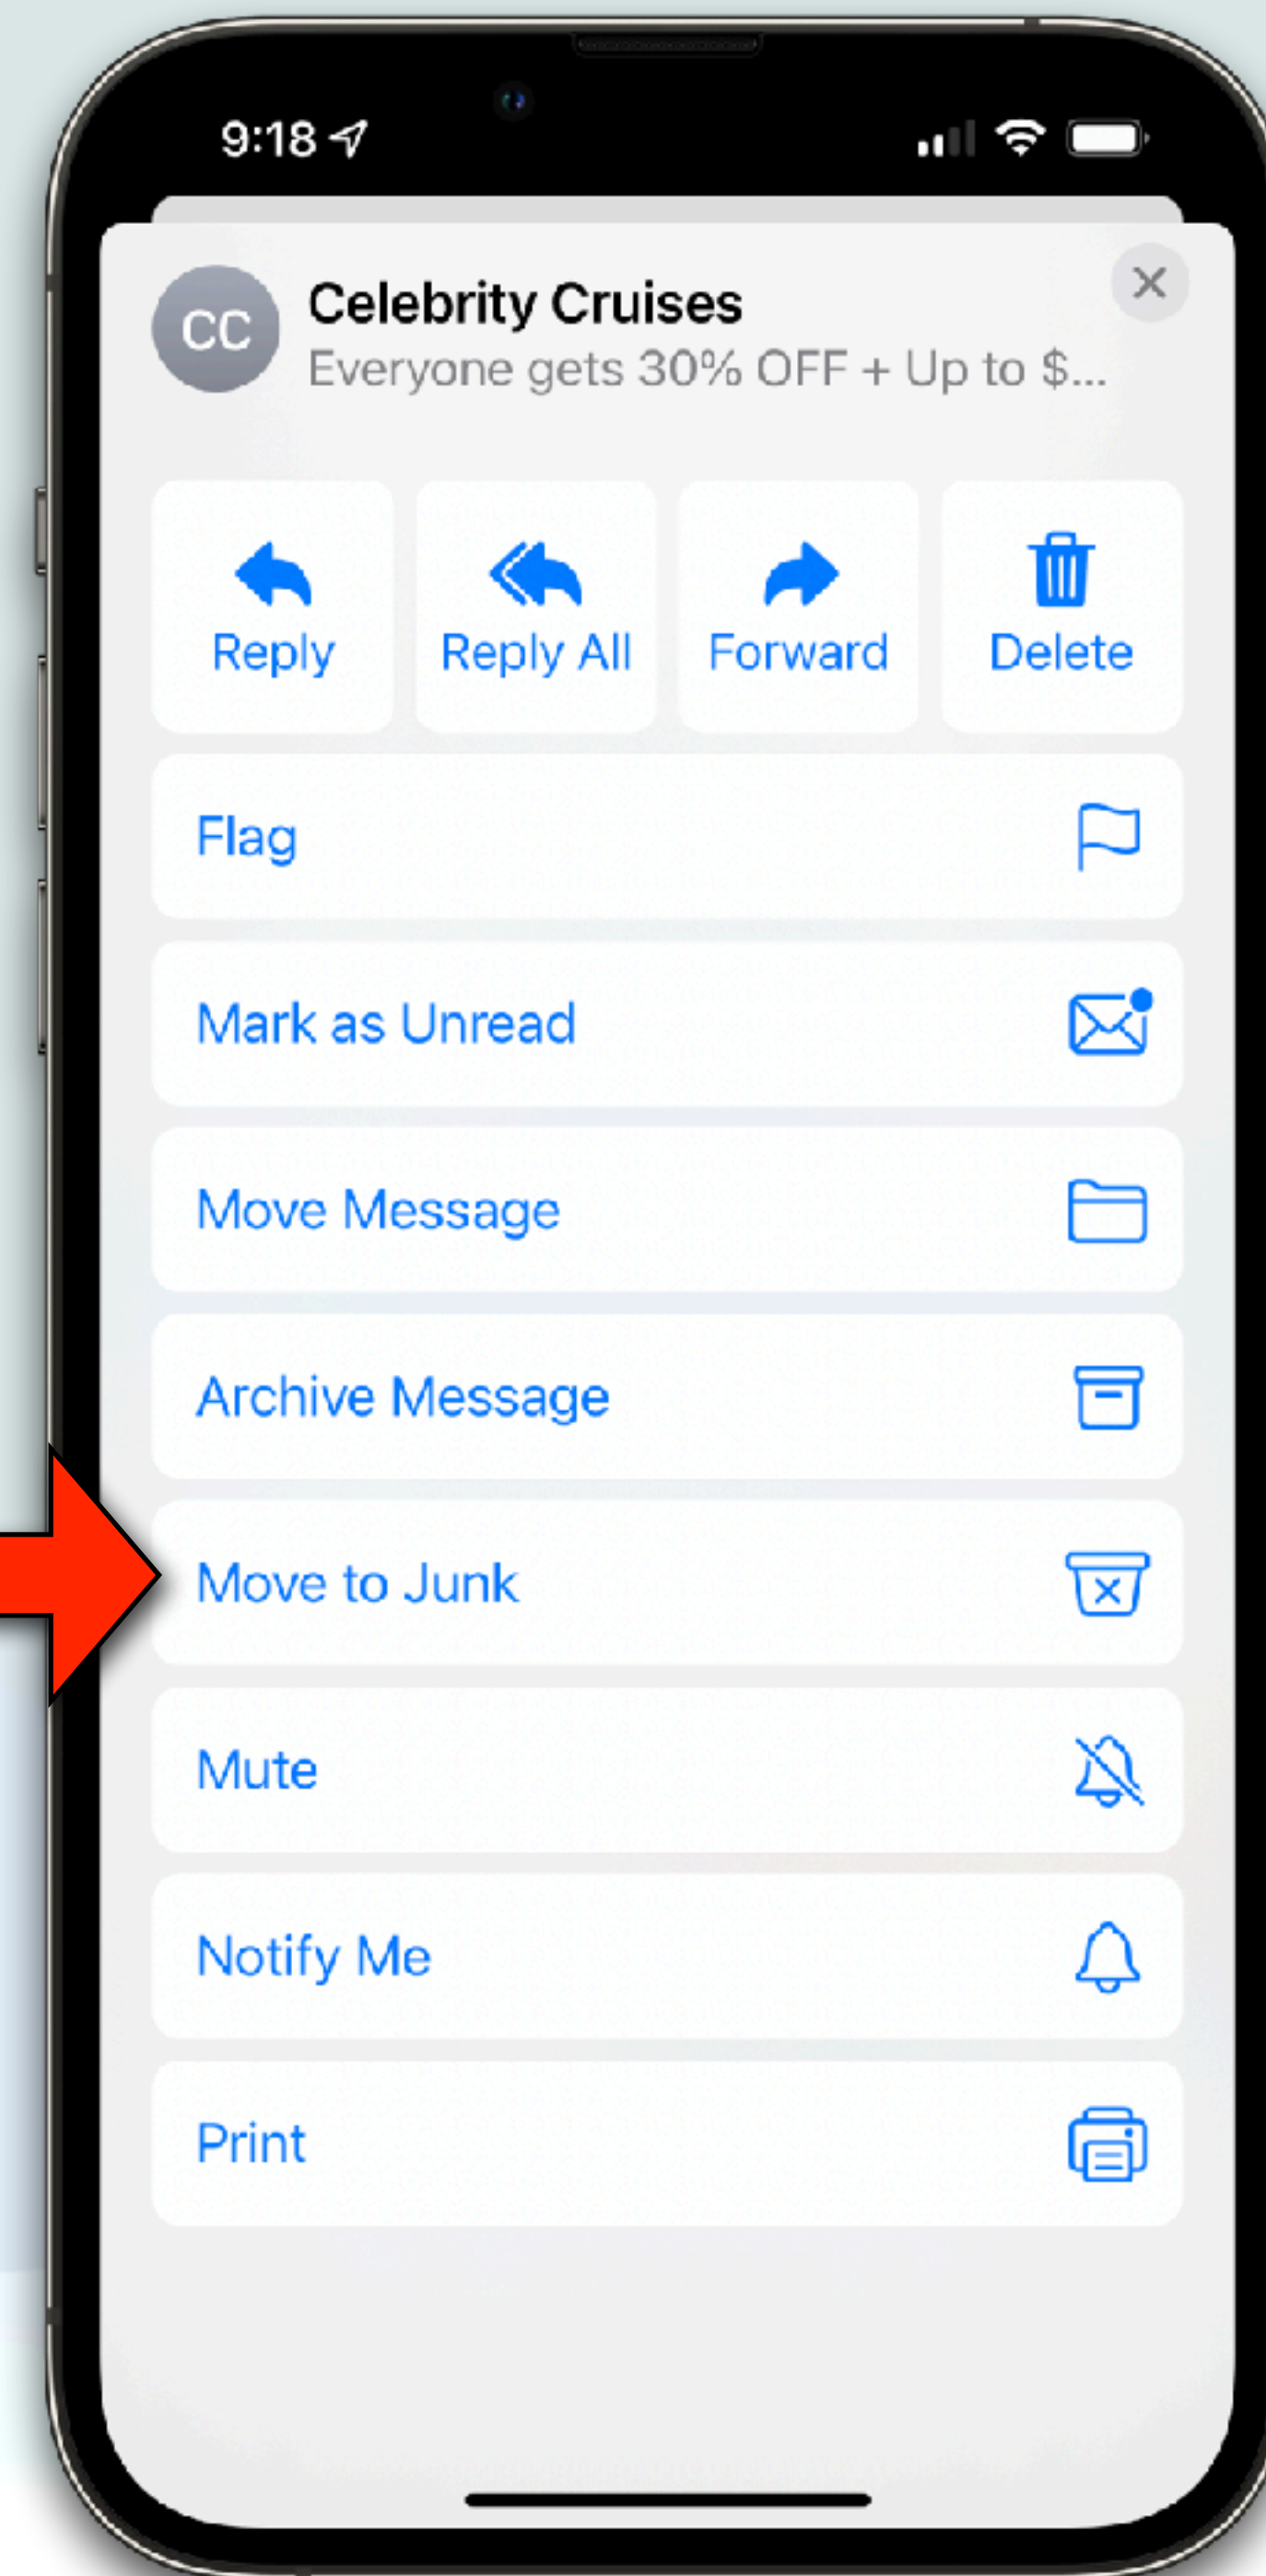 9:18
CC
Celebrity Cruises
Everyone gets 30% OFF + Up to $...
Reply
Reply All
Forward
Delete
Flag
Mark as Unread
Move Message
Archive Message
Move to Junk
Mute
Notify Me
Print